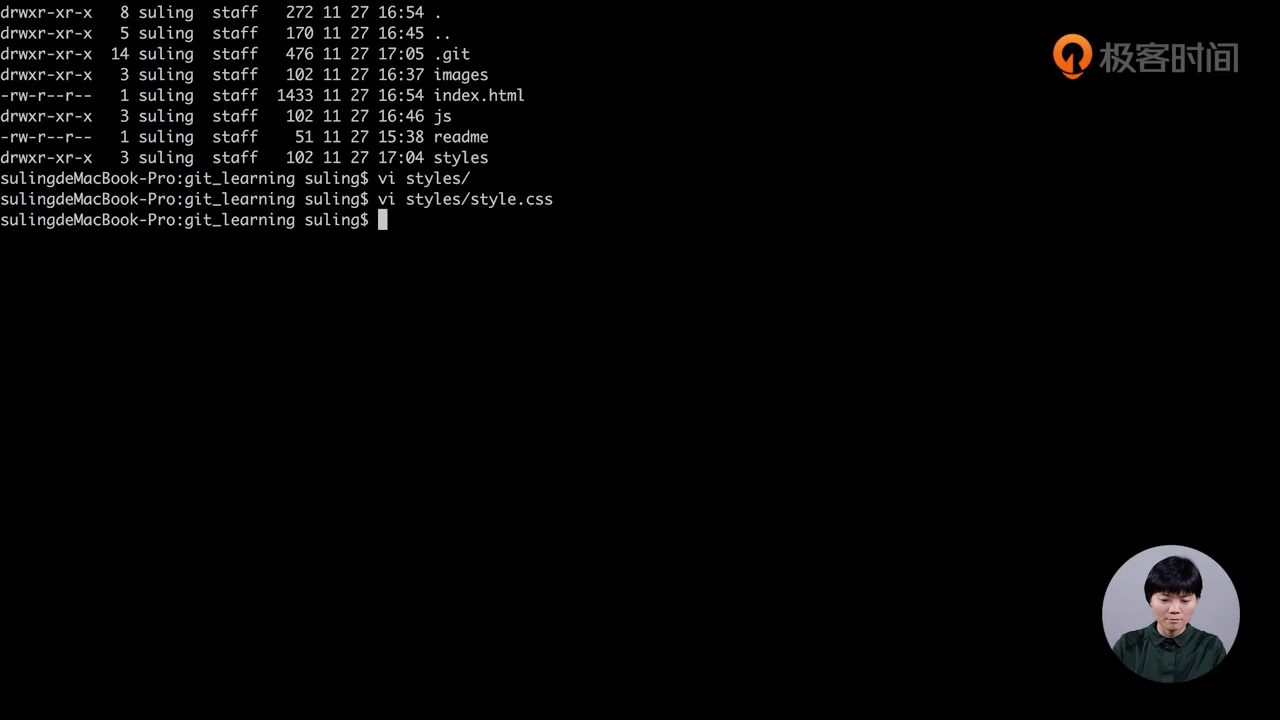 drwxr-xr-x   8 suling  staff   272 11 27 16:54 .
极客时间
drwxr-xr-x   5 suling  staff   170 11 27 16:45 ..
drwxr-xr-x  14 suling  staff   476 11 27 17:05 .git
drwxr-xr-x   3 suling  staff   102 11 27 16:37 images
-rw-r--r--   1 suling  staff  1433 11 27 16:54 index.html
drwxr-xr-x   3 suling  staff   102 11 27 16:46 js
-rw-r--r--   1 suling  staff    51 11 27 15:38 readme
drwxr-xr-x   3 suling  staff   102 11 27 17:04 styles
sulingdeMacBook-Pro:git_learning suling$ vi styles/
sulingdeMacBook-Pro:git_learning suling$ vi styles/style.css
sulingdeMacBook-Pro:git_learning suling$